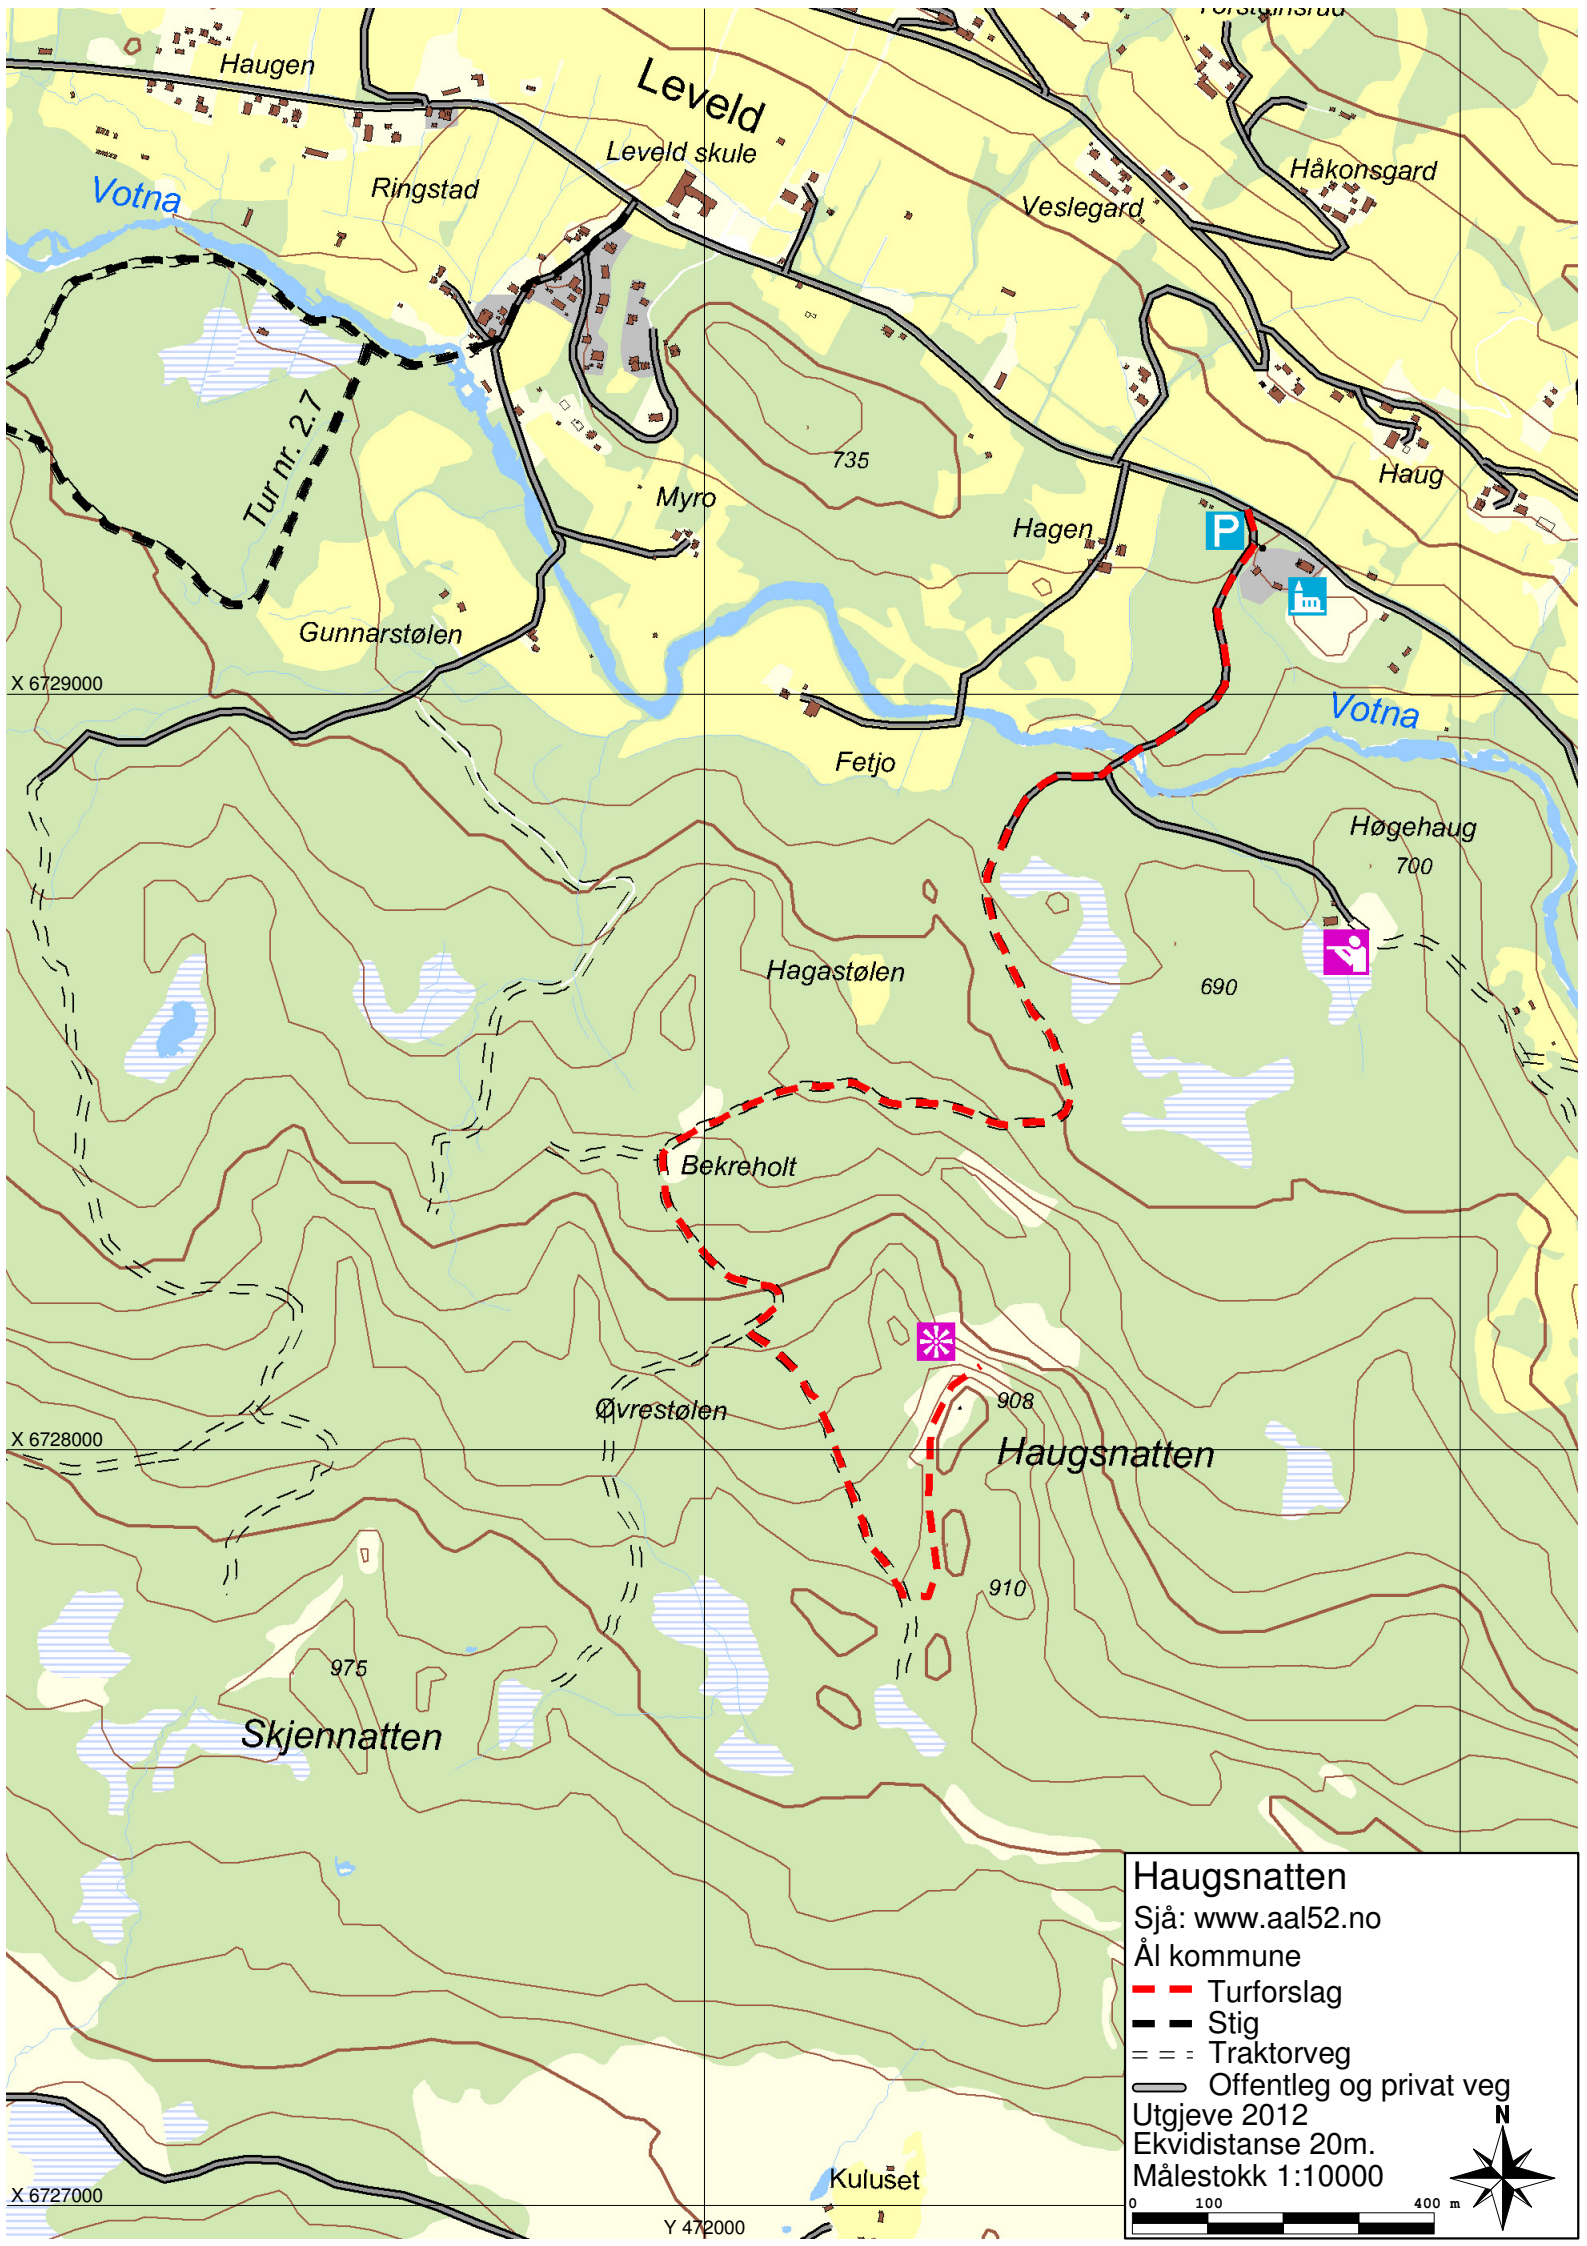 Haugen
Leveld
Leveld skule
Ringstad
Votna
Veslegard
Håkonsgard
735
Haug
Tur nr. 2.7
Myro
Hagen
P
Gunnarstølen
X 6729000
Votna
Fetjo
Høgehaug
700
Hagastølen
690
Bekreholt
908
Øvrestølen
X 6728000
Haugsnatten
910
975
Skjennatten
Haugsnatten
Sjå: www.aal52.no
Ål kommune
Turforslag
Stig
Traktorveg
Offentleg og privat veg
Utgjeve 2012
N
Ekvidistanse 20m.
Målestokk 1:10000
0 100 400 m
Kuluset
X 6727000
Y 472000